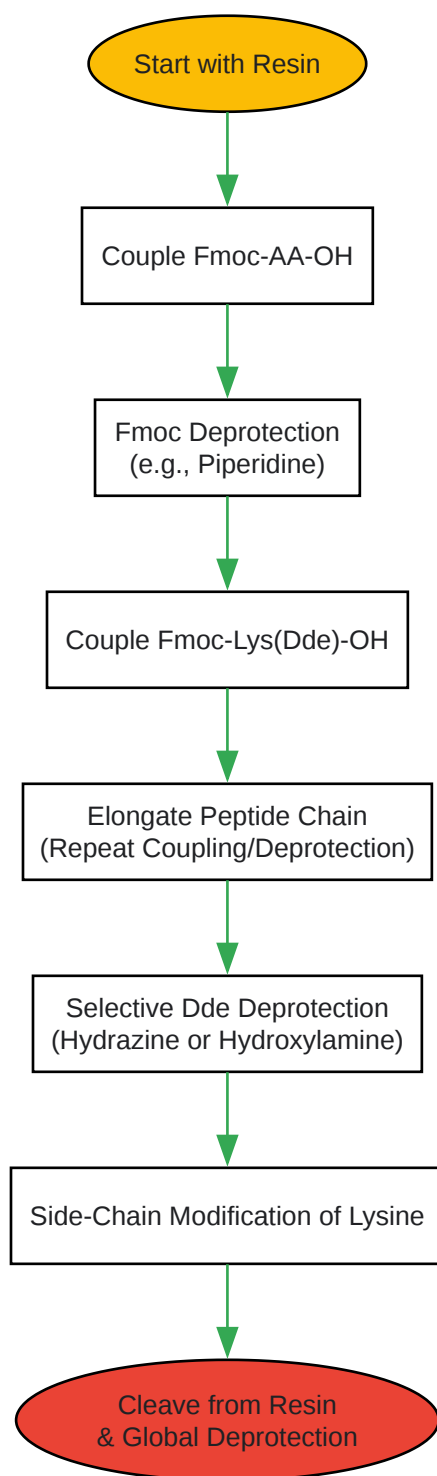 Start with Resin
Couple Fmoc-AA-OH
Fmoc Deprotection
(e.g., Piperidine)
Couple Fmoc-Lys(Dde)-OH
Elongate Peptide Chain
(Repeat Coupling/Deprotection)
Selective Dde Deprotection
(Hydrazine or Hydroxylamine)
Side-Chain Modification of Lysine
Cleave from Resin
& Global Deprotection